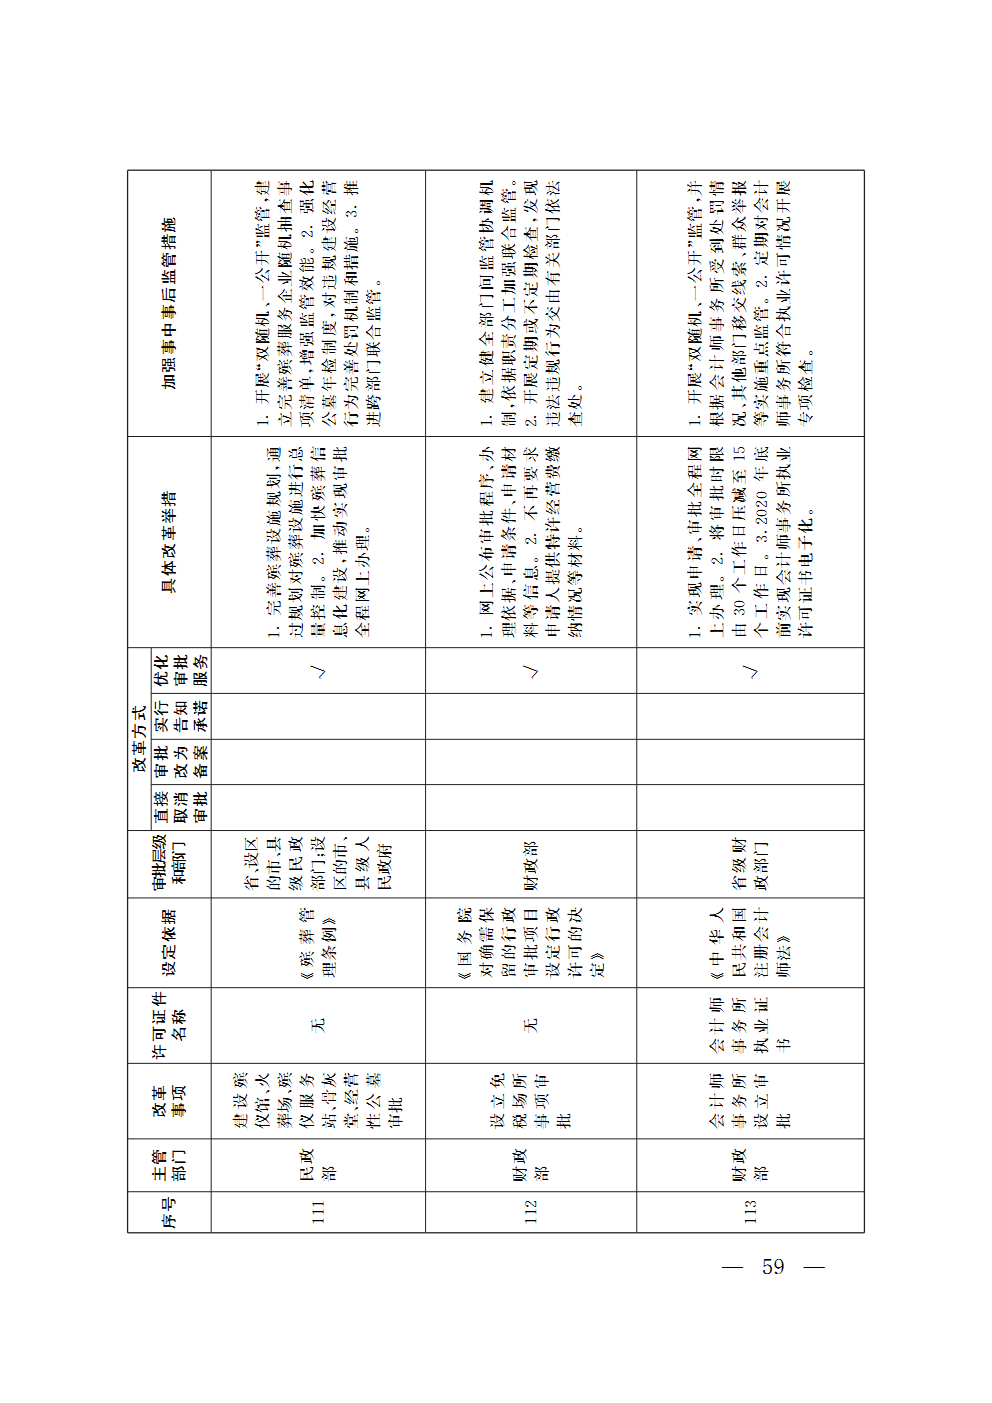 序号
主管
部门
改革
事项
许可证件
名称
设定依据
审批层级
和部门
改革方式
直接
取消
审批
审批
改为
备案
实行
告知
承诺
优化
审批
服务
具体改革举措
加强事中事后监管措施
111
民政
部
建设殡
仪馆、火
葬场、殡
仪服务
站、骨灰
堂、经营
性公墓
审批
无
《殡葬管
理条例》
省、设区
的市、县
级民政
部门;设
区的市、
县级人
民政府
√
1. 完善殡葬设施规划,通
过规划对殡葬设施进行总
量控制。2. 加快殡葬信
息化建设,推动实现审批
全程网上办理。
1. 开展“双随机、一公开”监管,建
立完善殡葬服务企业随机抽查事
项清单,增强监管效能。2. 强化
公墓年检制度,对违规建设经营
行为完善处罚机制和措施。3. 推
进跨部门联合监管。
112
财政
部
设立免
税场所
事项审
批
无
《国务院
对确需保
留的行政
审批项目
设定行政
许可的决
定》
财政部
√
1. 网上公布审批程序、办
理依据、申请条件、申请材
料等信息。2. 不再要求
申请人提供特许经营费缴
纳情况等材料。
1. 建立健全部门间监管协调机
制,依据职责分工加强联合监管。
2. 开展定期或不定期检查,发现
违法违规行为交由有关部门依法
查处。
113
财政
部
会计师
事务所
设立审
批
会计师
事务所
执业证
书
《中华人
民共和国
注册会计
师法》
省级财
政部门
√
1. 实现申请、审批全程网
上办理。2. 将审批时限
由 30 个工作日压减至 15
个工作日。3. 2020 年底
前实现会计师事务所执业
许可证书电子化。
1. 开展“双随机、一公开”监管,并
根据会计师事务所受到处罚情
况、其他部门移交线索、群众举报
等实施重点监管。2. 定期对会计
师事务所符合执业许可情况开展
专项检查。
— 59 —